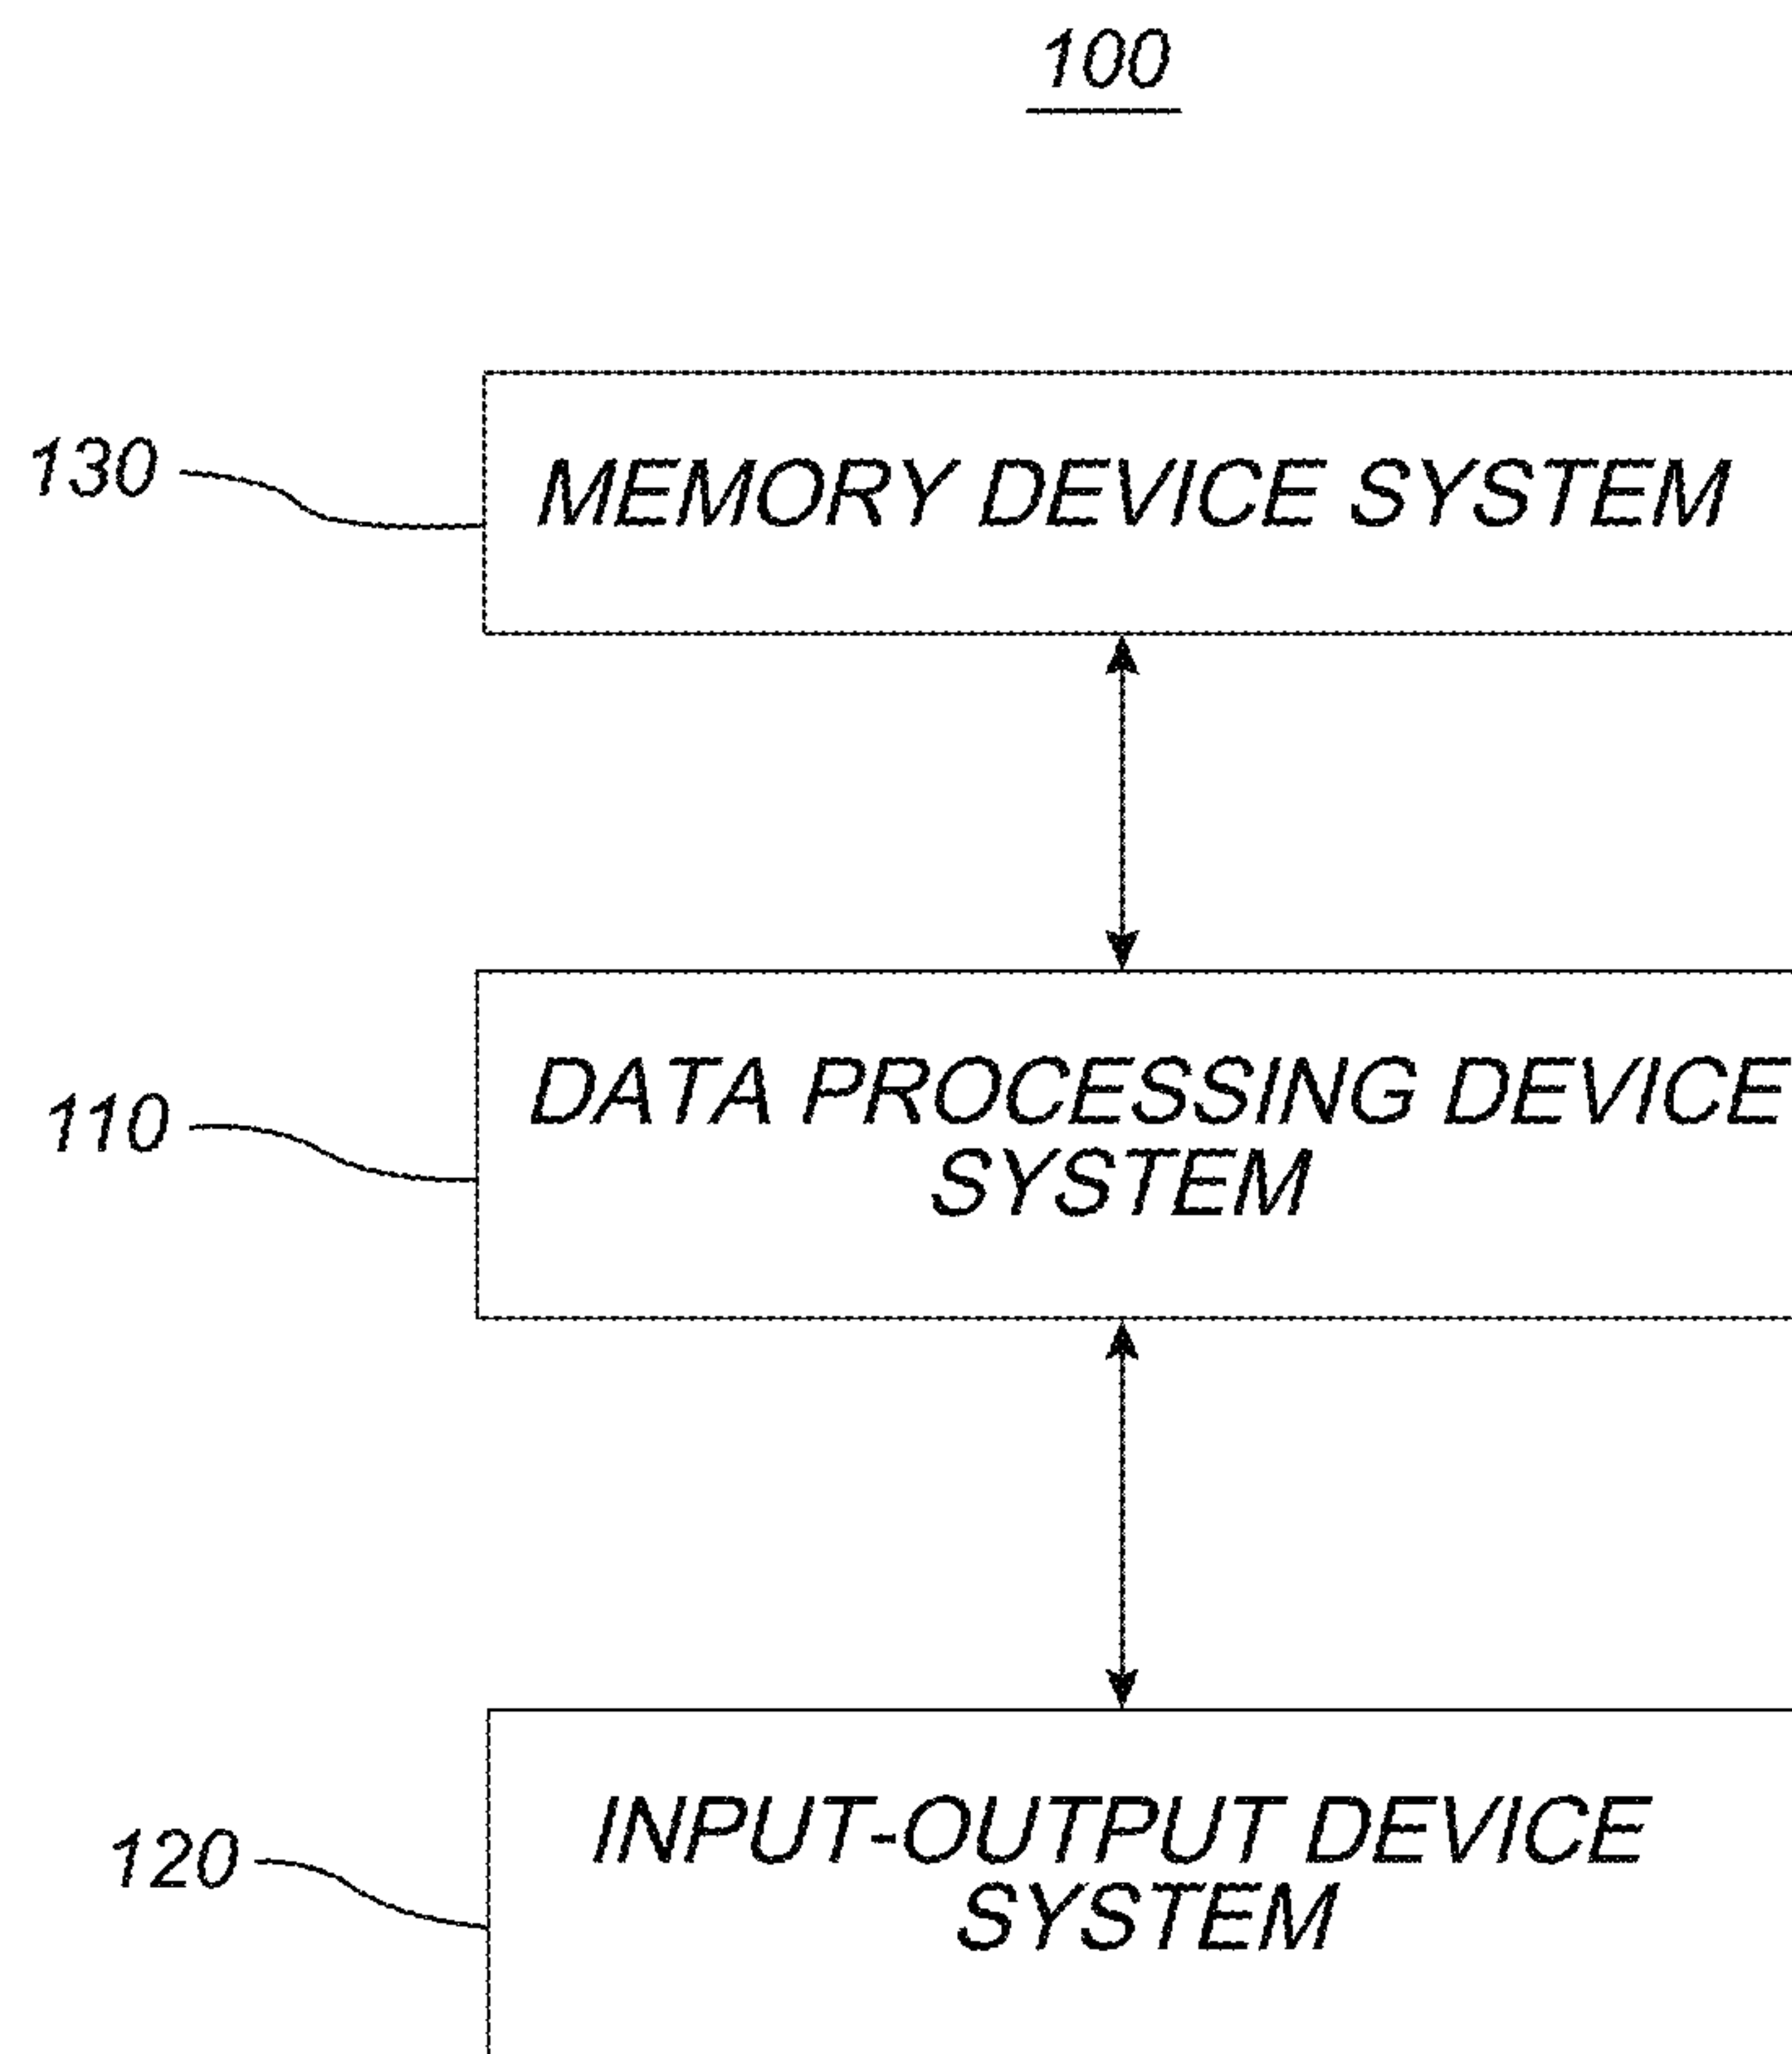 100
130
MEMORY DEVICE SYSTEM
110
DATA PROCESSING DEVICE
SYSTEM
120
INPUT-OUTPUT DEVICE
SYSTEM